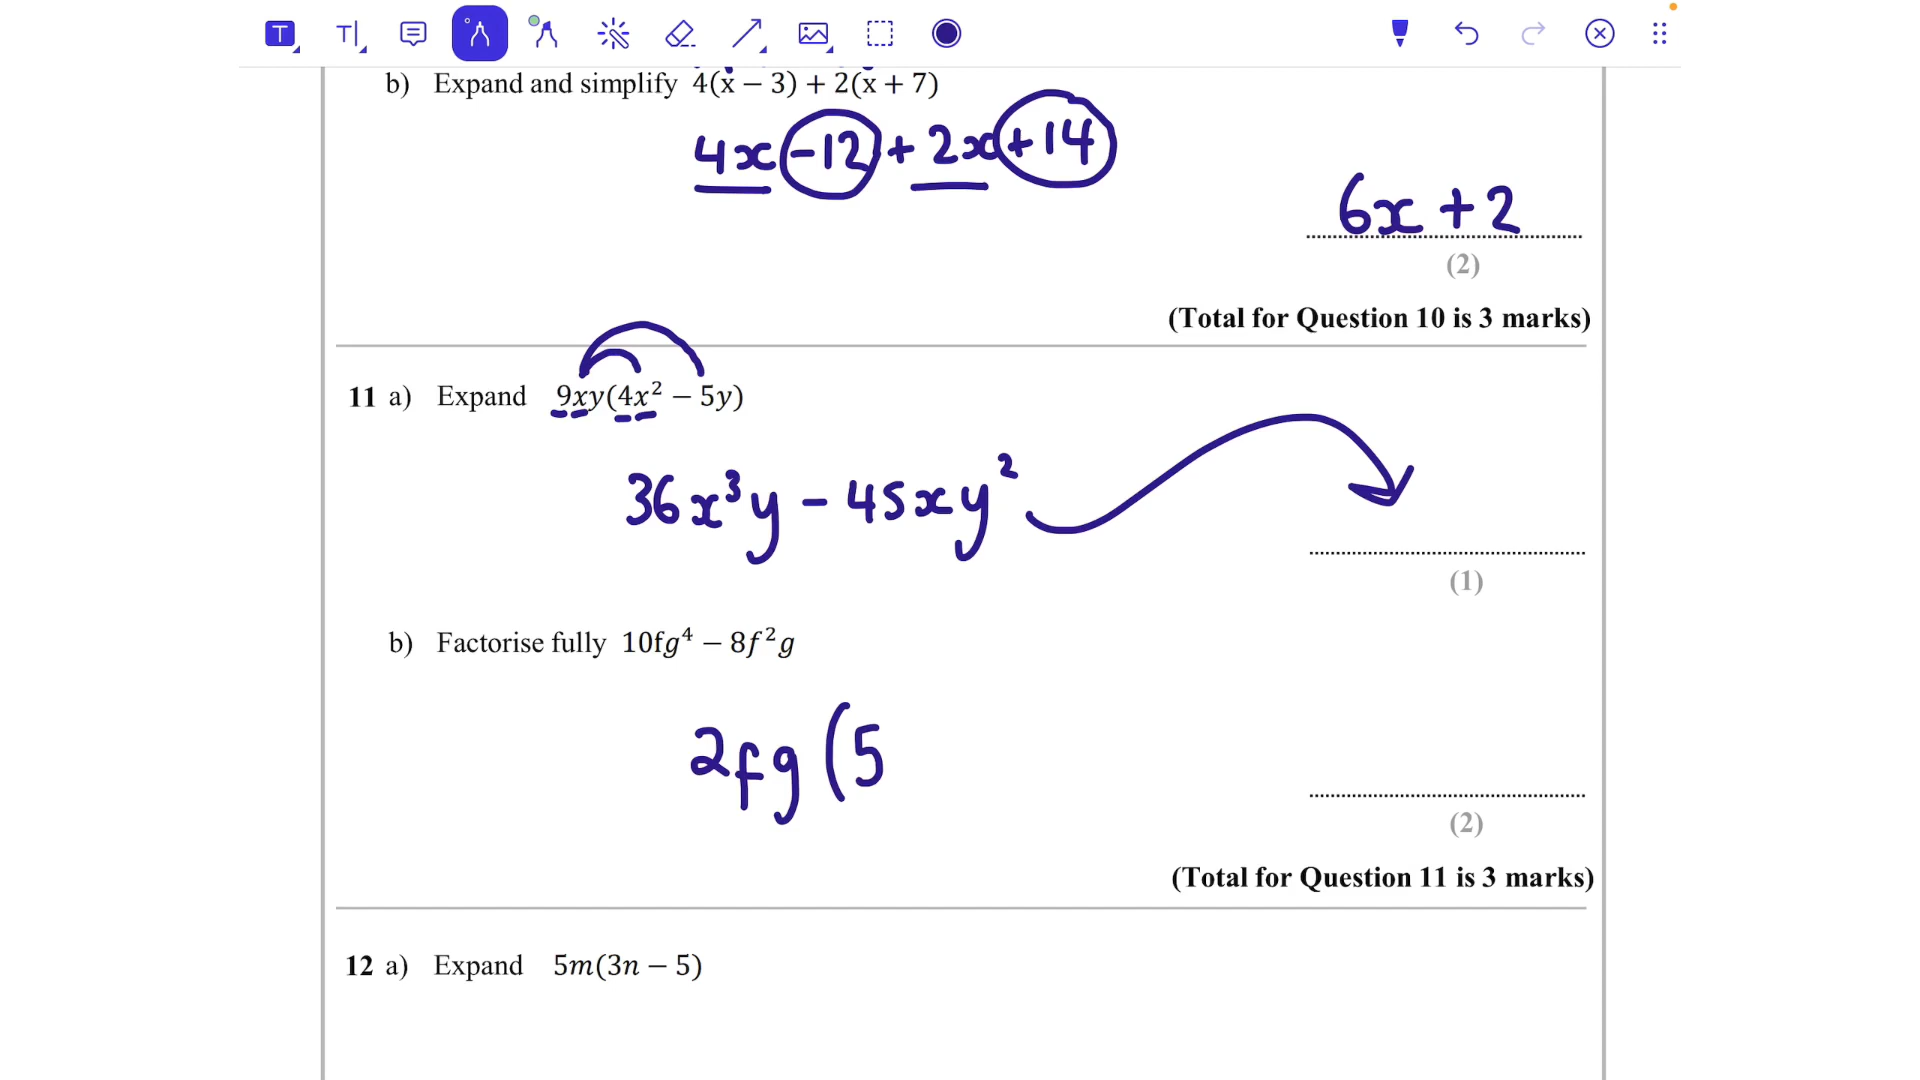 b) Expand and simplify 4(x − 3) + 2(x + 7)
4x −12 + 2x +14
6x + 2
(2)
(Total for Question 10 is 3 marks)
11 a) Expand 9xy(4x² − 5y)
36x³y − 45xy²
(1)
b) Factorise fully 10fg⁴ − 8f²g
2fg (5
(2)
(Total for Question 11 is 3 marks)
12 a) Expand 5m(3n − 5)